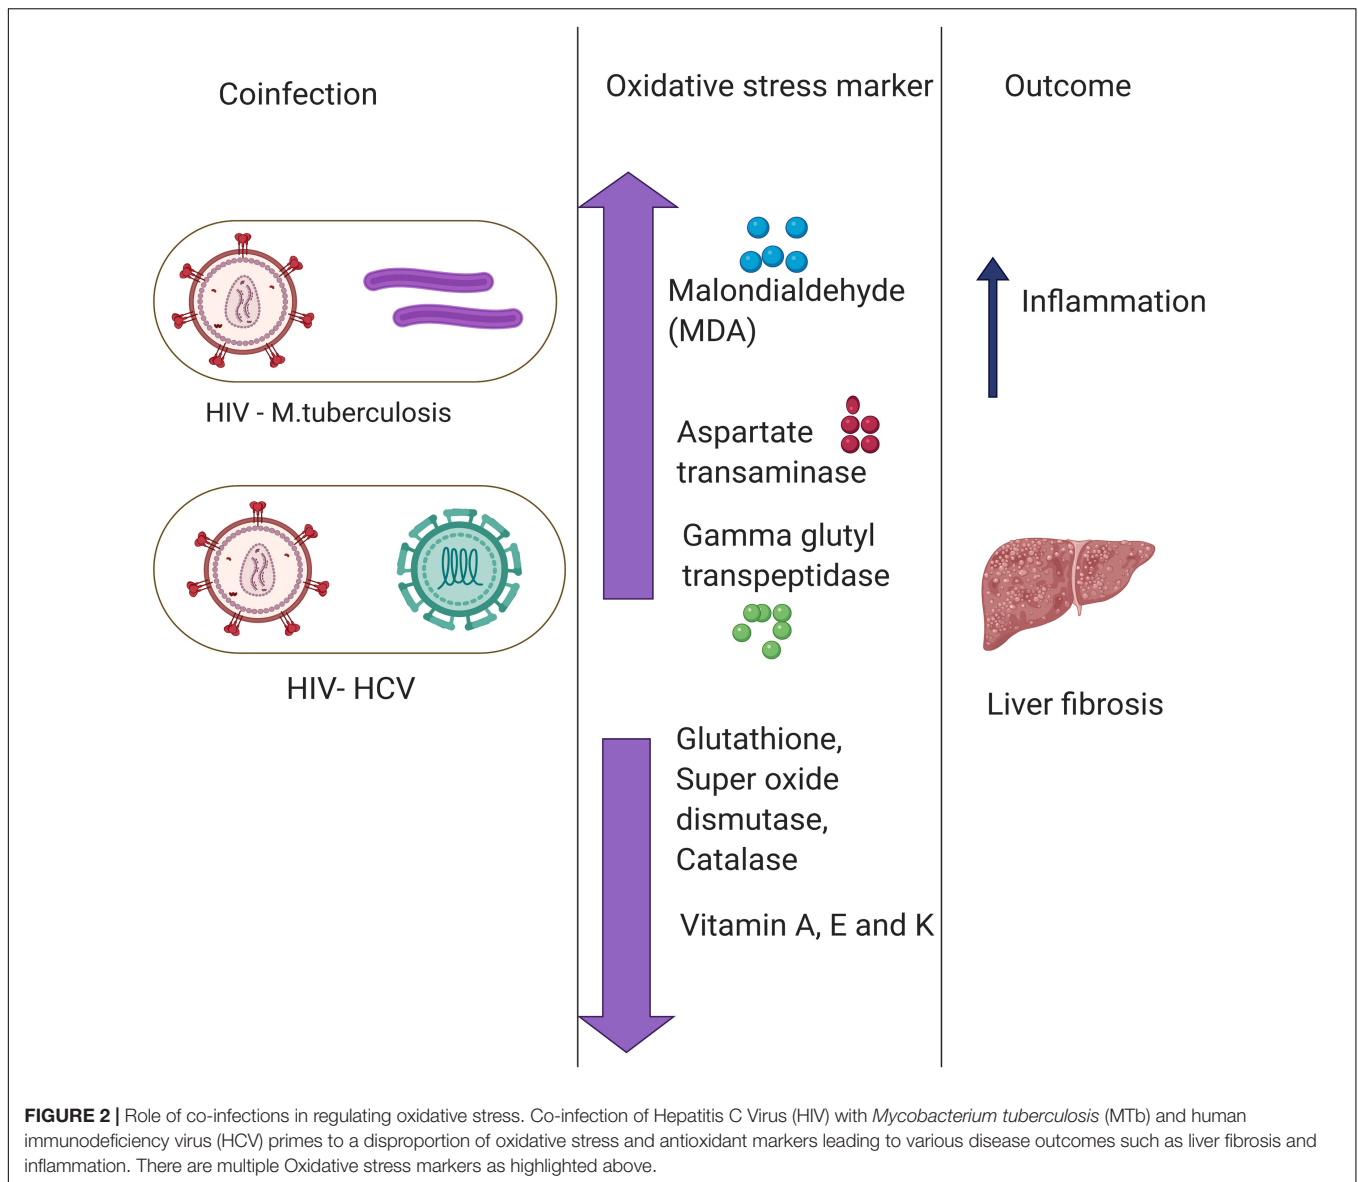 Coinfection
Oxidative stress marker
Outcome
HIV - M.tuberculosis
HIV- HCV
Malondialdehyde
(MDA)
Aspartate
transaminase
Gamma glutyl
transpeptidase
Glutathione,
Super oxide
dismutase,
Catalase
Vitamin A, E and K
Inflammation
Liver fibrosis
FIGURE 2 | Role of co-infections in regulating oxidative stress. Co-infection of Hepatitis C Virus (HIV) with Mycobacterium tuberculosis (MTb) and human
immunodeficiency virus (HCV) primes to a disproportion of oxidative stress and antioxidant markers leading to various disease outcomes such as liver fibrosis and
inflammation. There are multiple Oxidative stress markers as highlighted above.